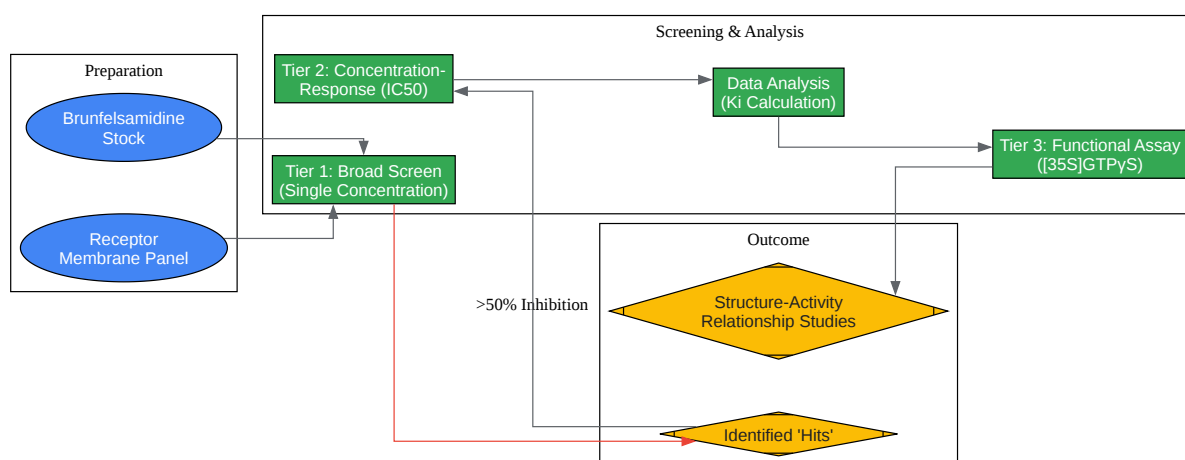 Screening & Analysis
Preparation
Tier 2: Concentration-
Response (IC50)
Data Analysis
(Ki Calculation)
Brunfelsamidine
Stock
Tier 3: Functional Assay
([35S]GTPγS)
Tier 1: Broad Screen
(Single Concentration)
Receptor
Membrane Panel
Outcome
>50% Inhibition
Structure-Activity
Relationship Studies
Identified 'Hits'